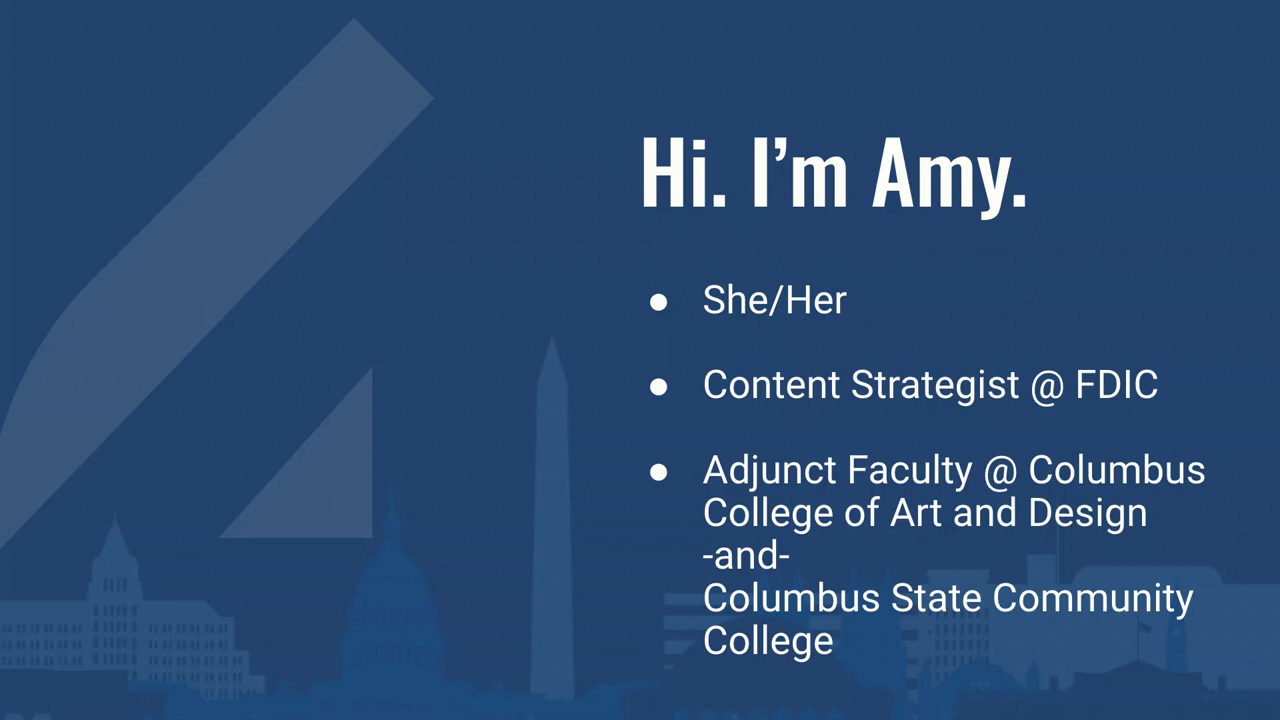 Hi. I’m Amy.
● She/Her
● Content Strategist @ FDIC
● Adjunct Faculty @ Columbus
College of Art and Design
-and-
Columbus State Community
College